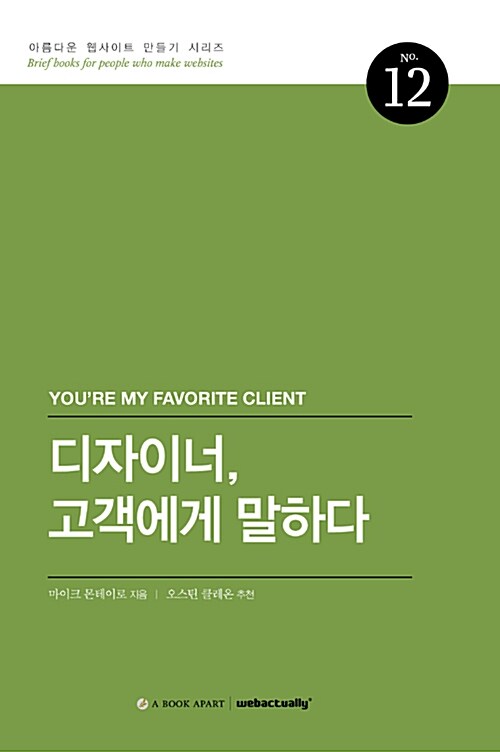 아름다운 웹사이트 만들기 시리즈
Brief books for people who make websites
No.
12
YOU'RE MY FAVORITE CLIENT
디자이너,
고객에게 말하다
마이크 몬테이로 지음 | 오스틴 클레온 추천
A BOOK APART | webactually